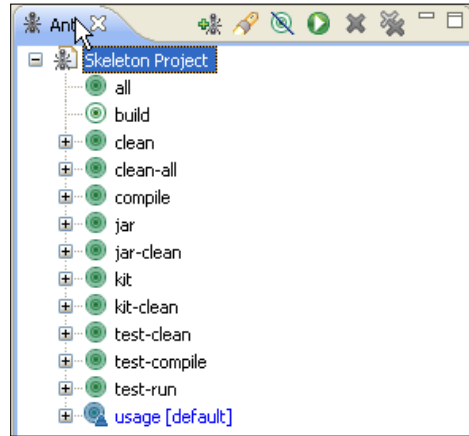 Ant
Skeleton Project
all
build
clean
clean-all
compile
jar
jar-clean
kit
kit-clean
test-clean
test-compile
test-run
usage [default]